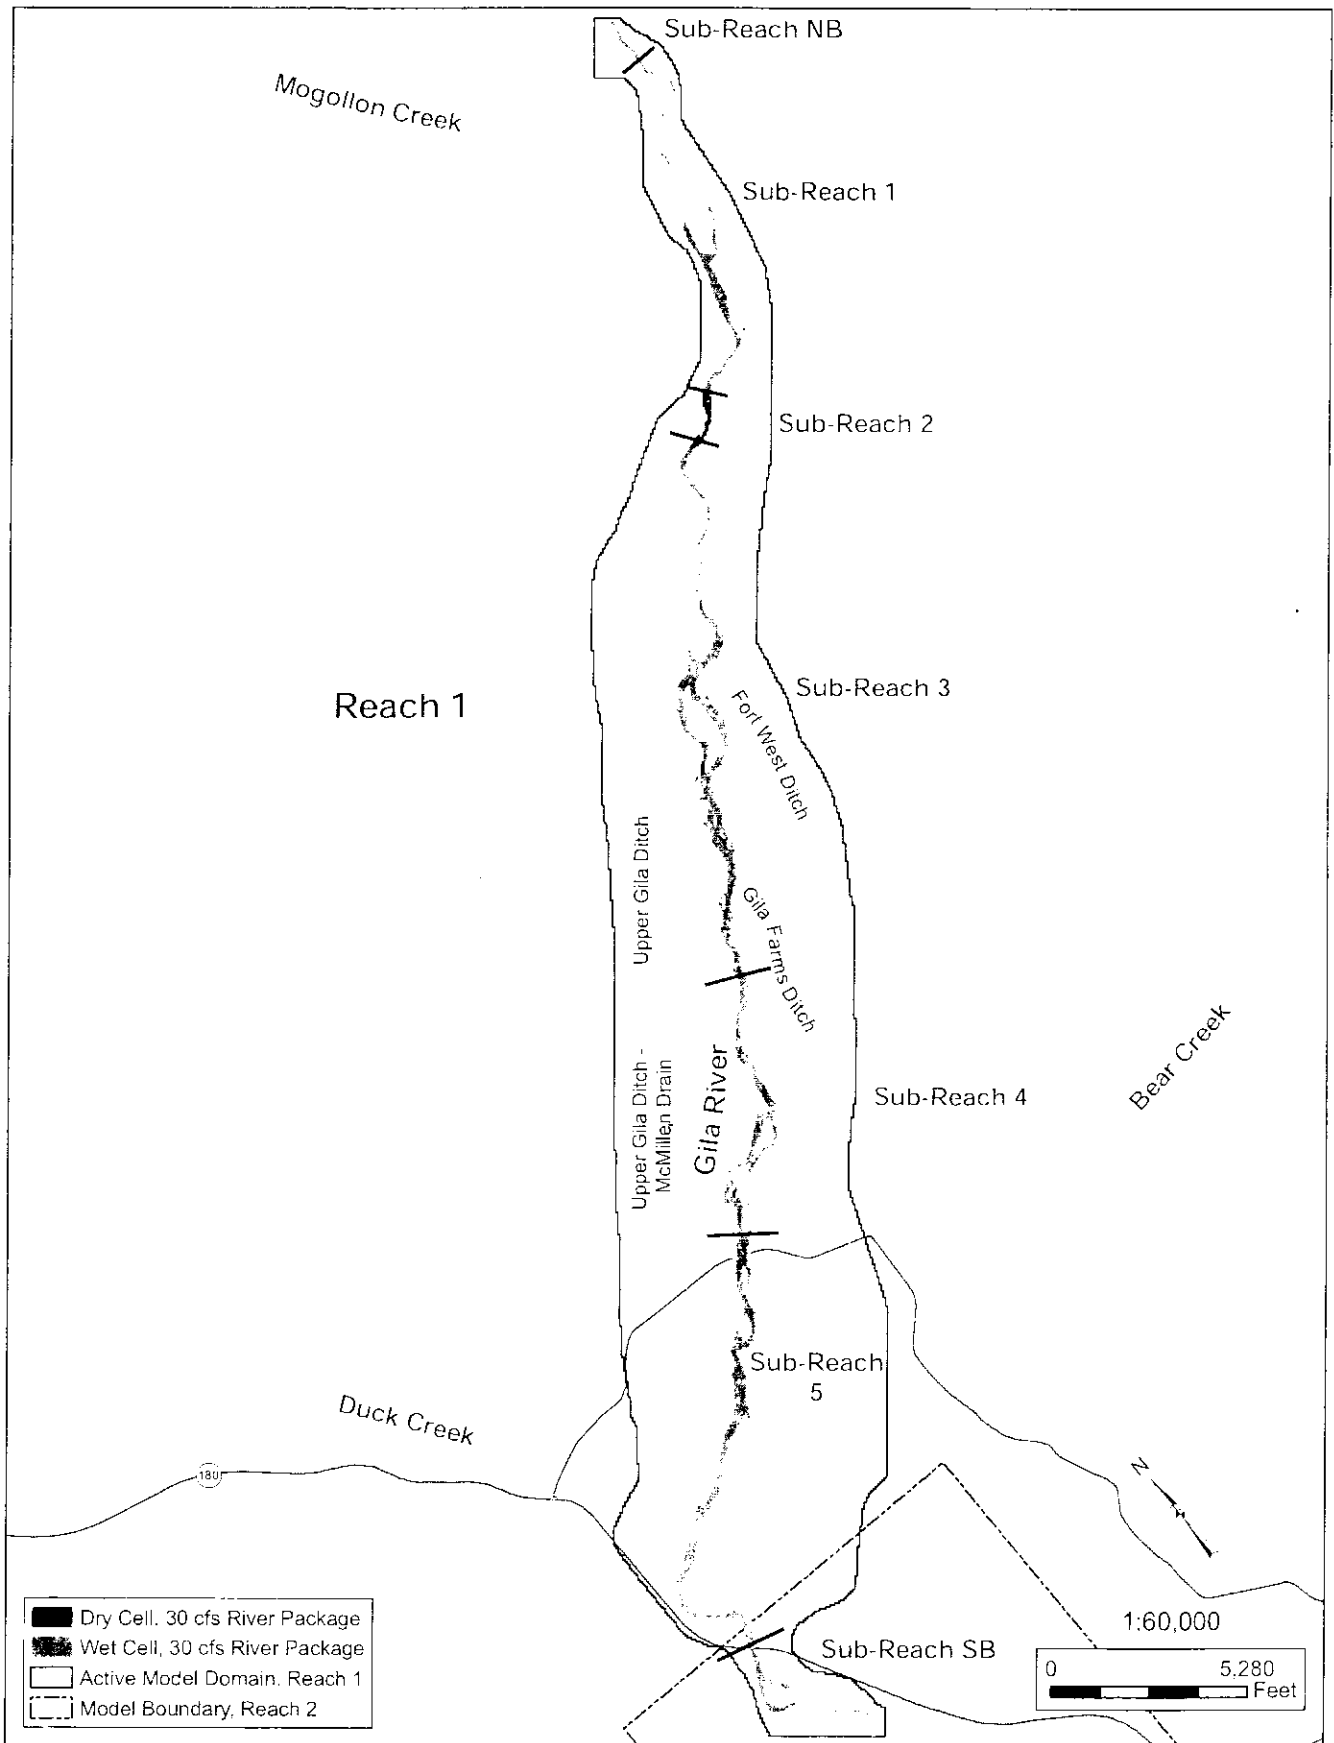 Sub-Reach NB
Mogollon Creek
Sub-Reach 1
Sub-Reach 2
Sub-Reach 3
Reach 1
Fort West Ditch
Upper Gila Ditch
Gila Farms Ditch
Upper Gila Ditch -
McMillen Drain
Gila River
Bear Creek
Sub-Reach 4
Sub-Reach
5
Duck Creek
180
N
Dry Cell, 30 cfs River Package
Wet Cell, 30 cfs River Package
Active Model Domain, Reach 1
Model Boundary, Reach 2
Sub-Reach SB
1:60,000
0 5,280
Feet